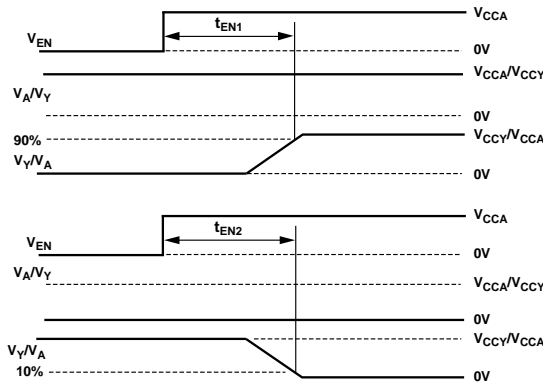 V_CCA
V_EN
t_EN1
0V
V_CCA/V_CCY
V_A/V_Y
0V
90%
V_CCY/V_CCA
V_Y/V_A
0V
V_CCA
t_EN2
V_EN
0V
V_A/V_Y
V_CCA/V_CCY
0V
V_CCY/V_CCA
V_Y/V_A
10%
0V